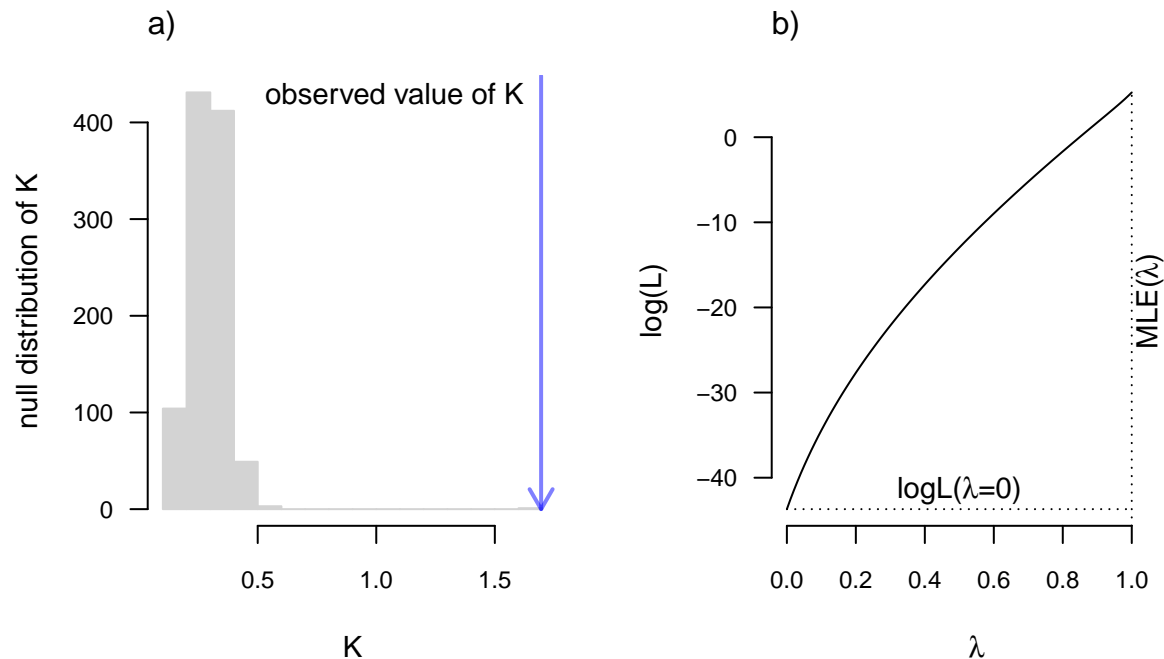 a)
observed value of K
400
300
200
100
0
null distribution of K
0.5 1.0 1.5
K
b)
0
−10
−20
−30
−40
log(L)
MLE(λ)
logL(λ=0)
0.0 0.2 0.4 0.6 0.8 1.0
λ